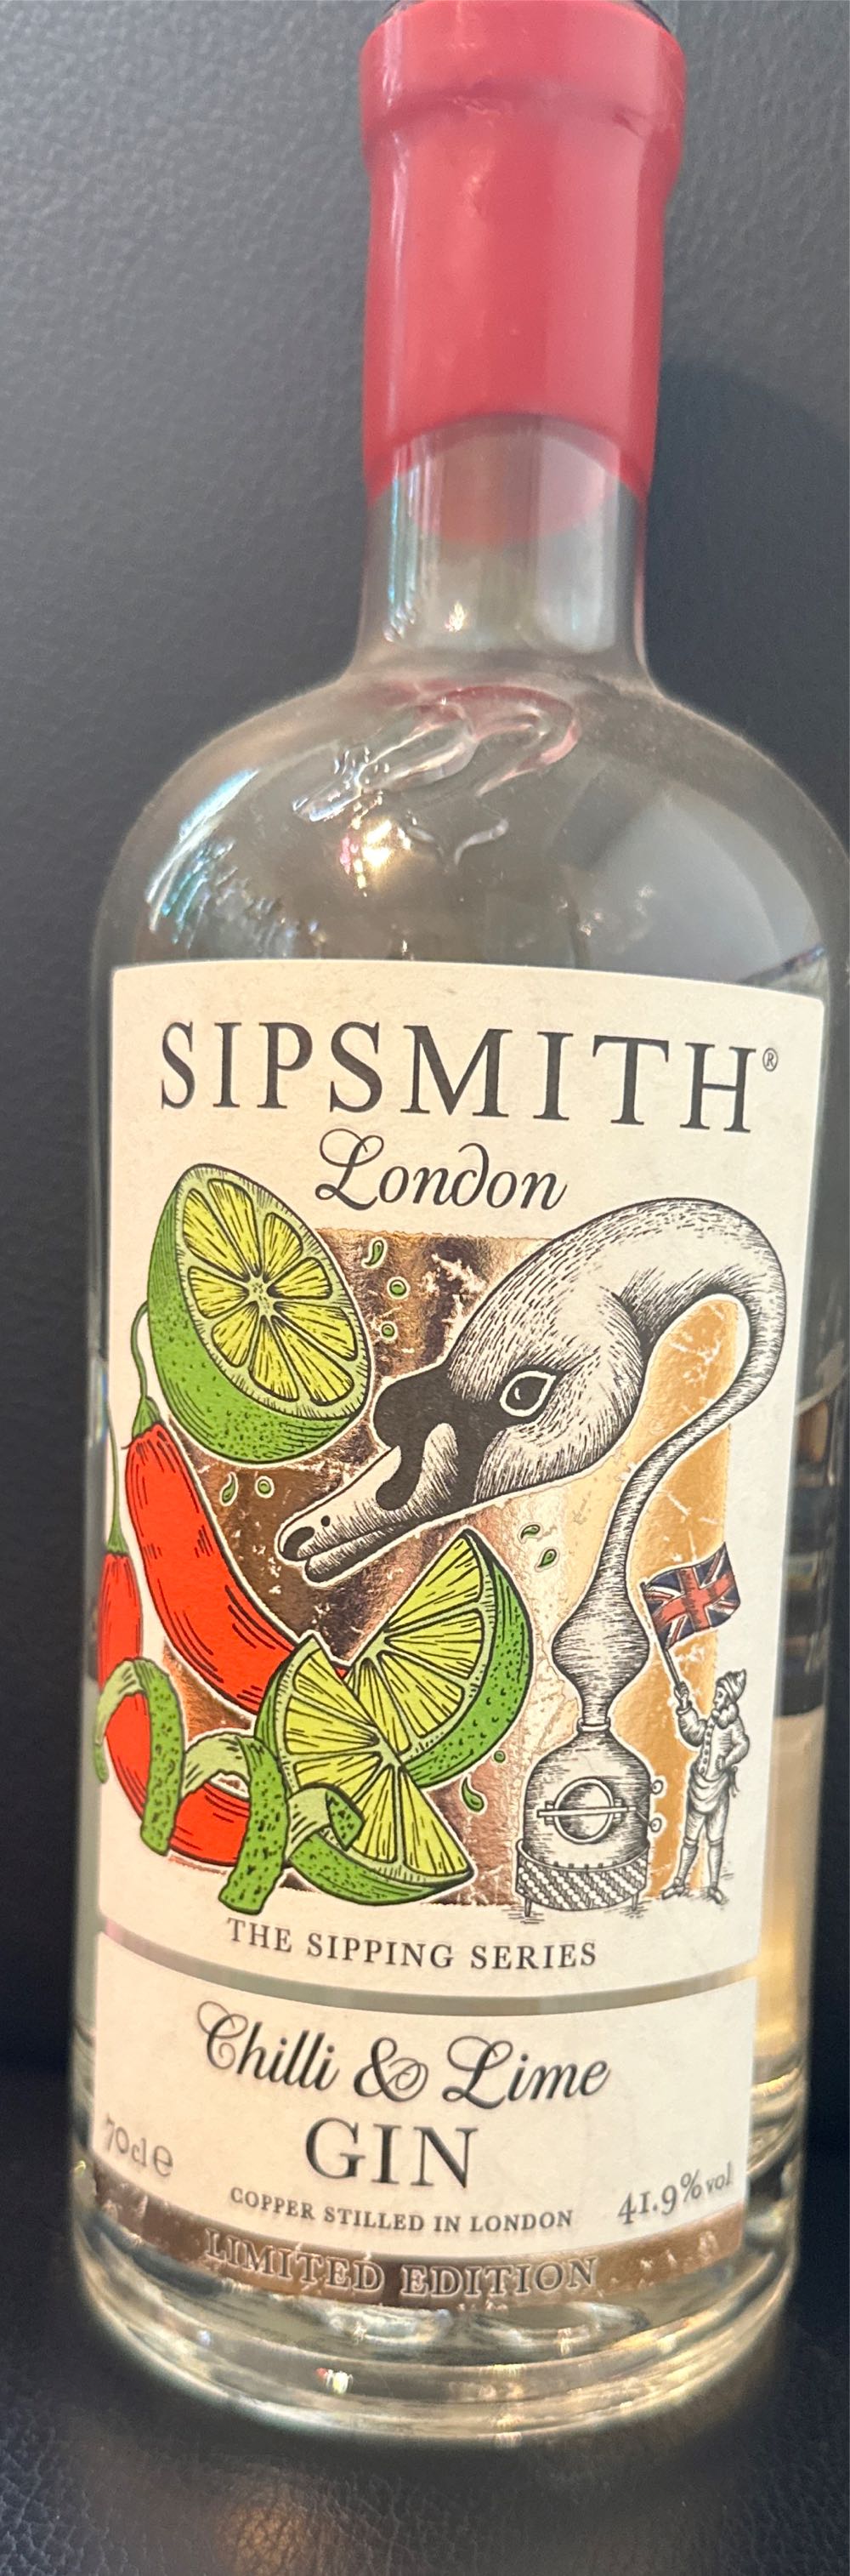 SIPSMITH®
London
THE SIPPING SERIES
Chilli & Lime
GIN
70cl e
COPPER STILLED IN LONDON
41.9% vol
LIMITED EDITION